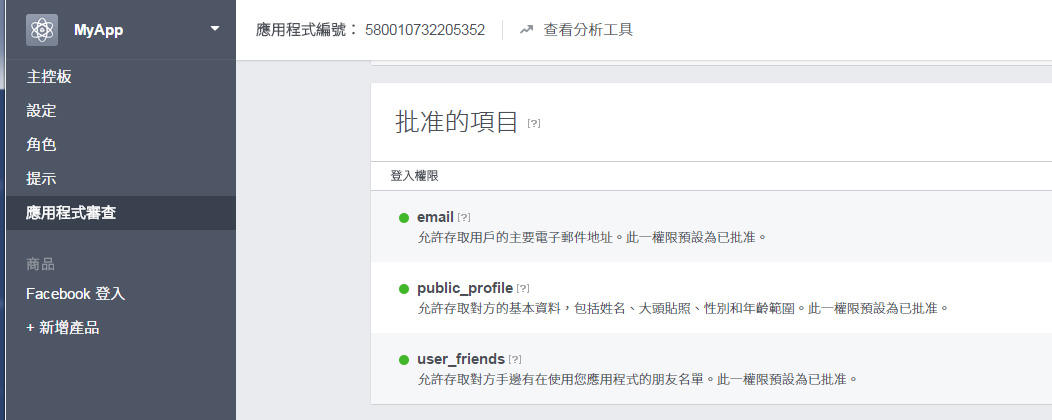 MyApp
應用程式編號： 580010732205352 查看分析工具
主控板
設定
角色
提示
應用程式審查
商品
Facebook 登入
+ 新增產品
批准的項目 [?]
登入權限
email [?]
允許存取用戶的主要電子郵件地址。此一權限預設為已批准。
public_profile [?]
允許存取對方的基本資料，包括姓名、大頭貼照、性別和年齡範圍。此一權限預設為已批准。
user_friends [?]
允許存取對方手邊有在使用您應用程式的朋友名單。此一權限預設為已批准。